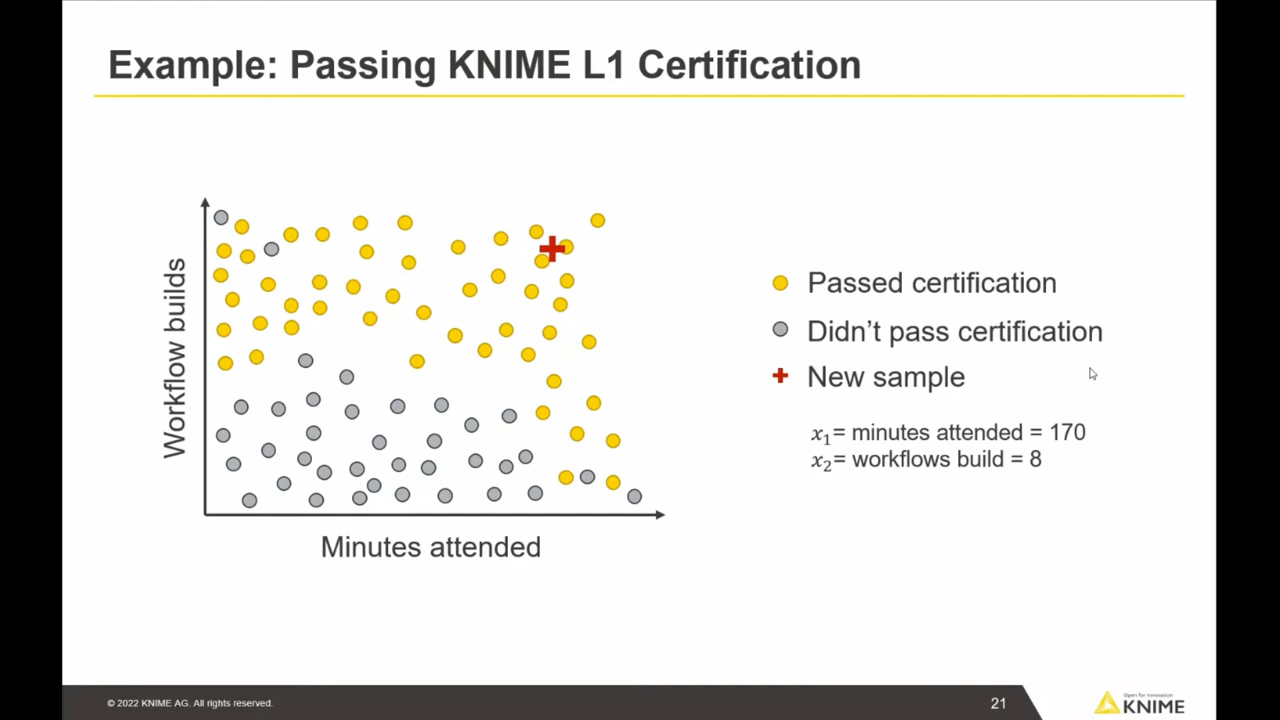 Example: Passing KNIME L1 Certification
Workflow builds
Minutes attended
Passed certification
Didn't pass certification
New sample
x₁= minutes attended = 170
x₂= workflows build = 8
© 2022 KNIME AG. All rights reserved.
21
Open for Innovation
KNIME